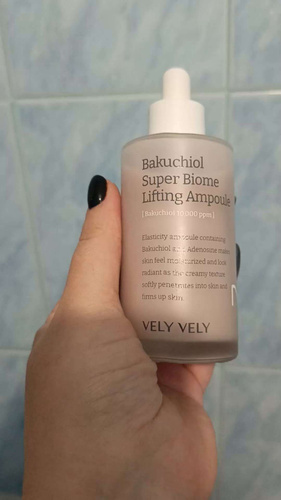 Bakuchiol
Super Biome
Lifting Ampoule
[ Bakuchiol 10,000 ppm ]
Elasticity ampoule containing
Bakuchiol and Adenosine makes
skin feel moisturized and look
radiant as the creamy texture
softly penetrates into skin and
firms up skin.
VELY VELY